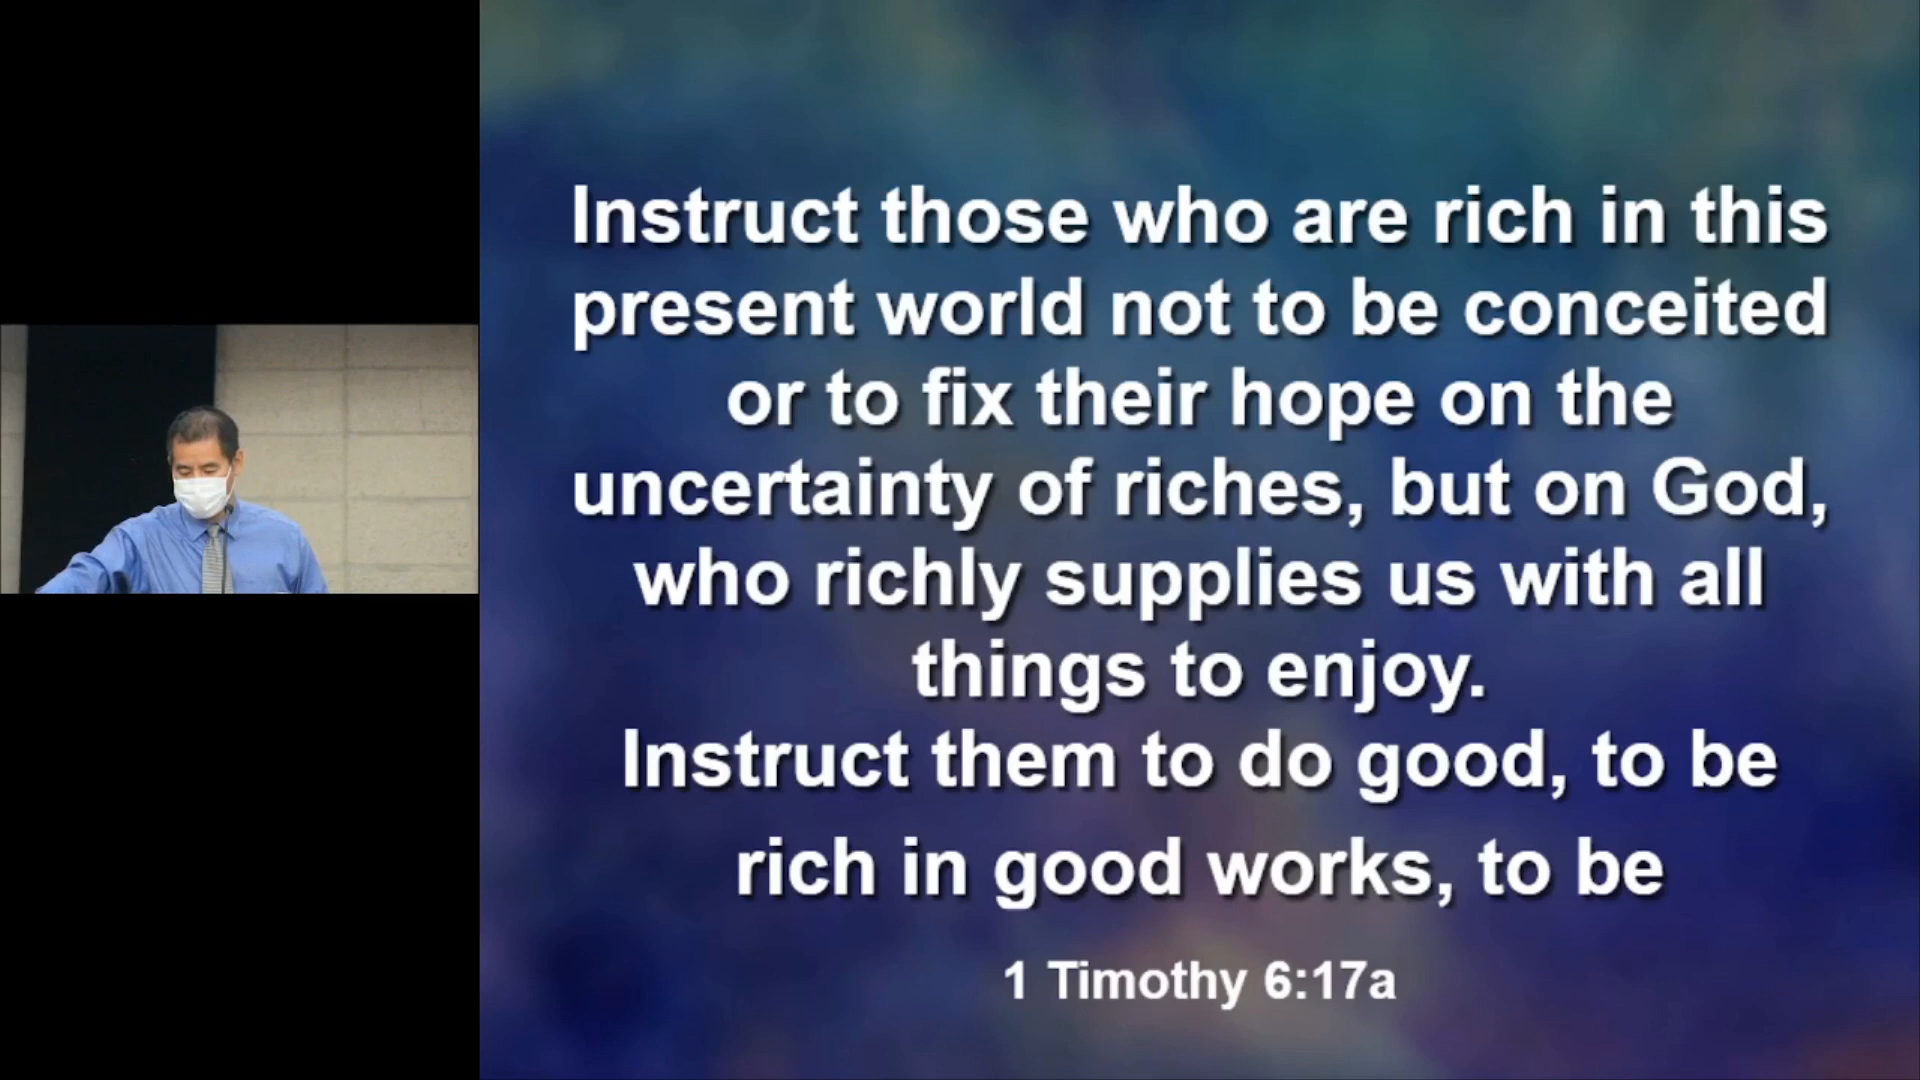 Instruct those who are rich in this
present world not to be conceited
or to fix their hope on the
uncertainty of riches, but on God,
who richly supplies us with all
things to enjoy.
Instruct them to do good, to be
rich in good works, to be
1 Timothy 6:17a